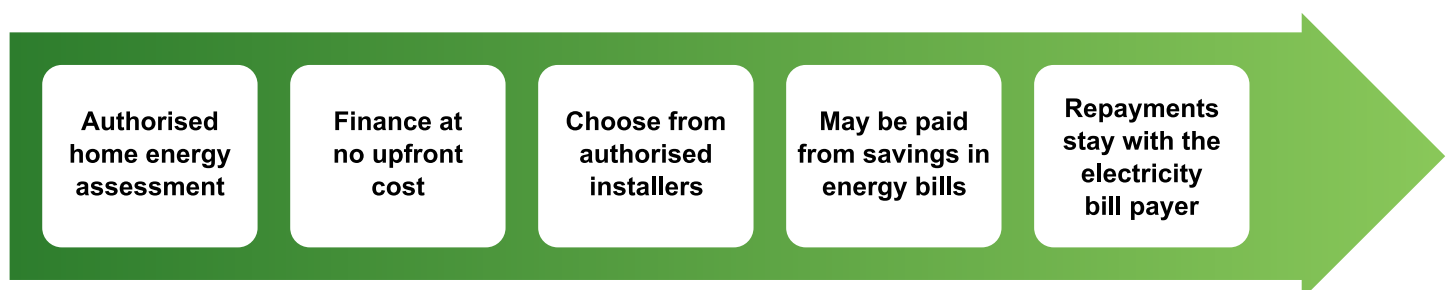 Authorised
home energy
assessment
Finance at
no upfront
cost
Choose from
authorised
installers
May be paid
from savings in
energy bills
Repayments
stay with the
electricity
bill payer